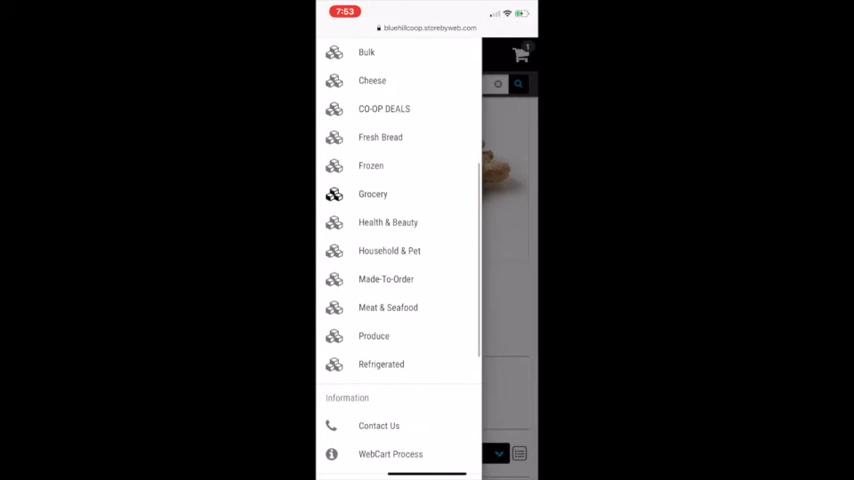 7:53
bluehillcoop.storebyweb.com
1
Bulk
Cheese
CO-OP DEALS
Fresh Bread
Frozen
Grocery
Health & Beauty
Household & Pet
Made-To-Order
Meat & Seafood
Produce
Refrigerated
Information
Contact Us
WebCart Process